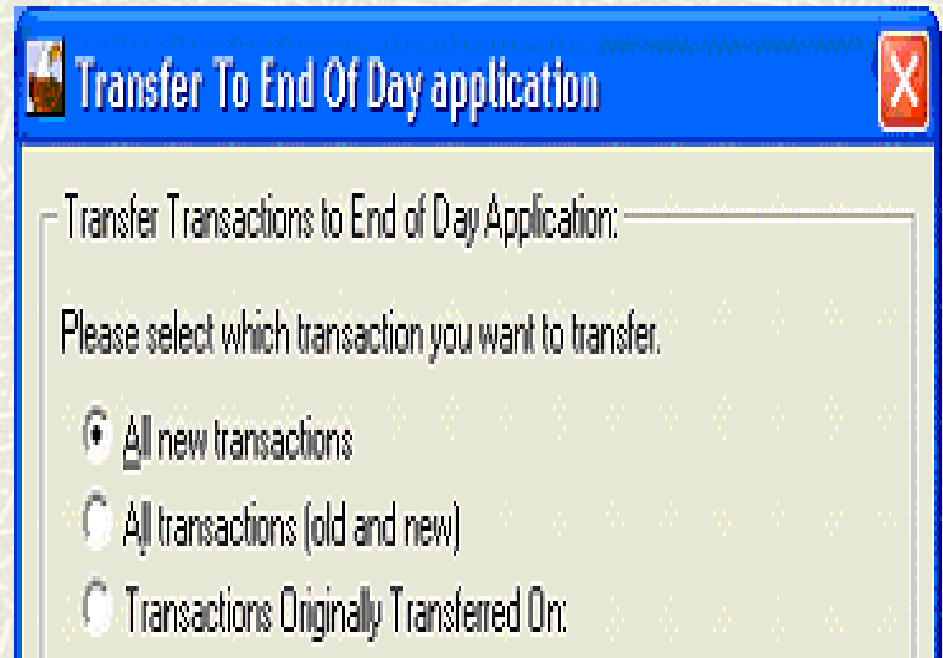 Transfer To End Of Day application
Transfer Transactions to End of Day Application:
Please select which transaction you want to transfer.
All new transactions
All transactions (old and new)
Transactions Originally Transferred On: